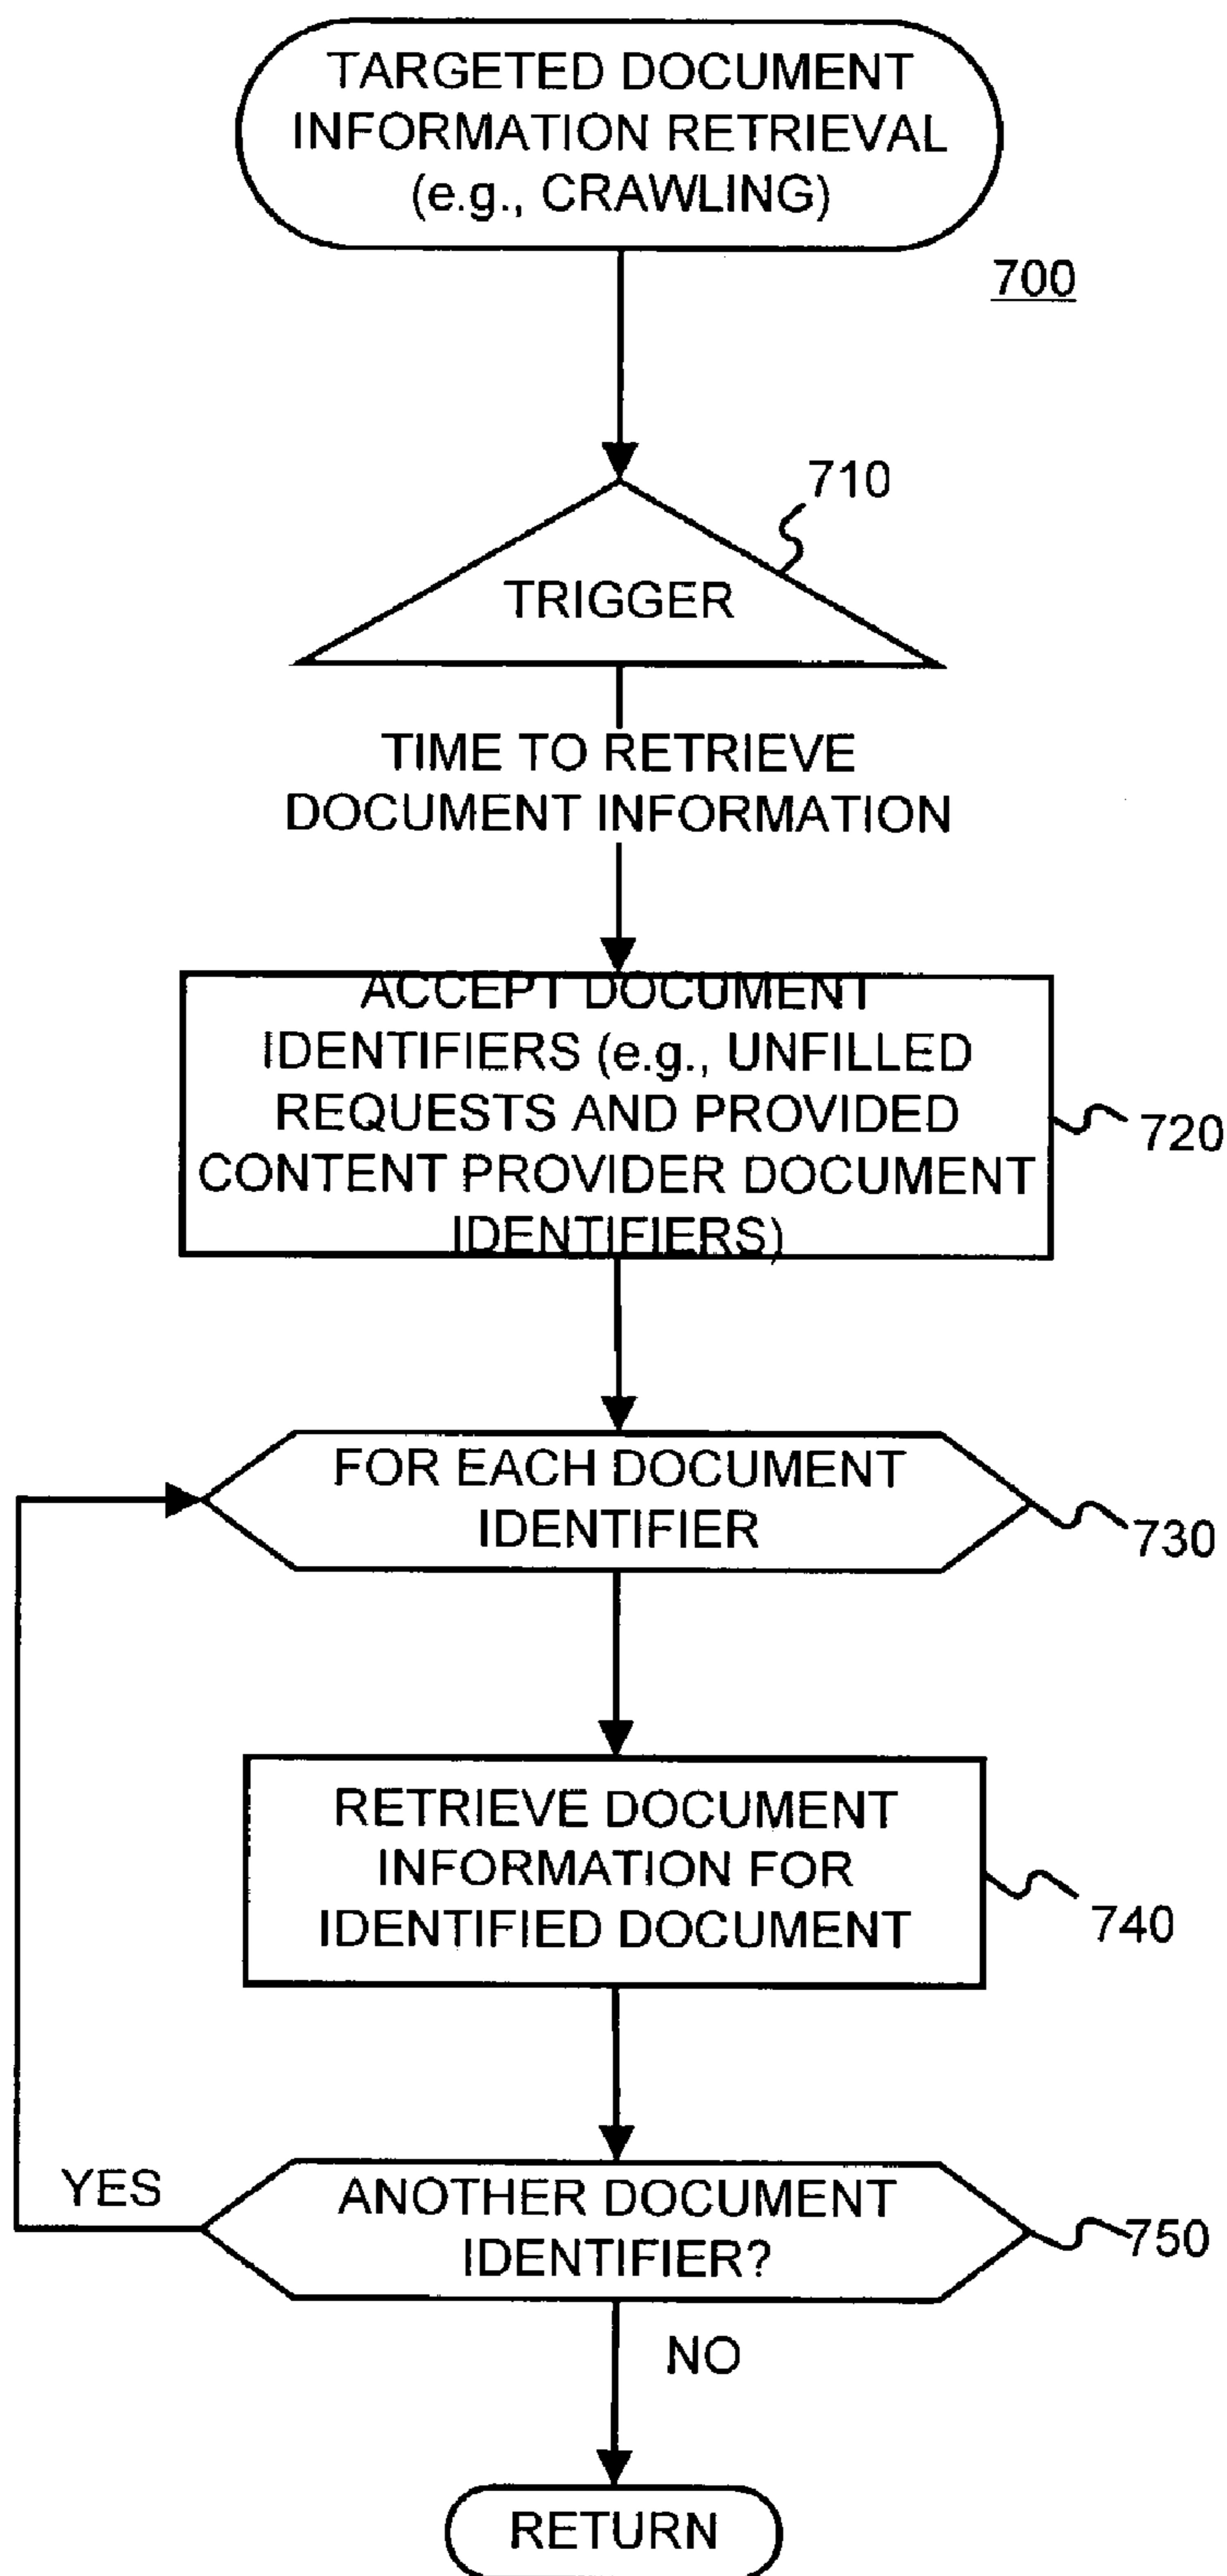 TARGETED DOCUMENT
INFORMATION RETRIEVAL
(e.g., CRAWLING)
700
710
TRIGGER
TIME TO RETRIEVE
DOCUMENT INFORMATION
ACCEPT DOCUMENT
IDENTIFIERS (e.g., UNFILLED
REQUESTS AND PROVIDED
CONTENT PROVIDER DOCUMENT
IDENTIFIERS)
720
FOR EACH DOCUMENT
IDENTIFIER
730
RETRIEVE DOCUMENT
INFORMATION FOR
IDENTIFIED DOCUMENT
740
YES
ANOTHER DOCUMENT
IDENTIFIER?
750
NO
RETURN